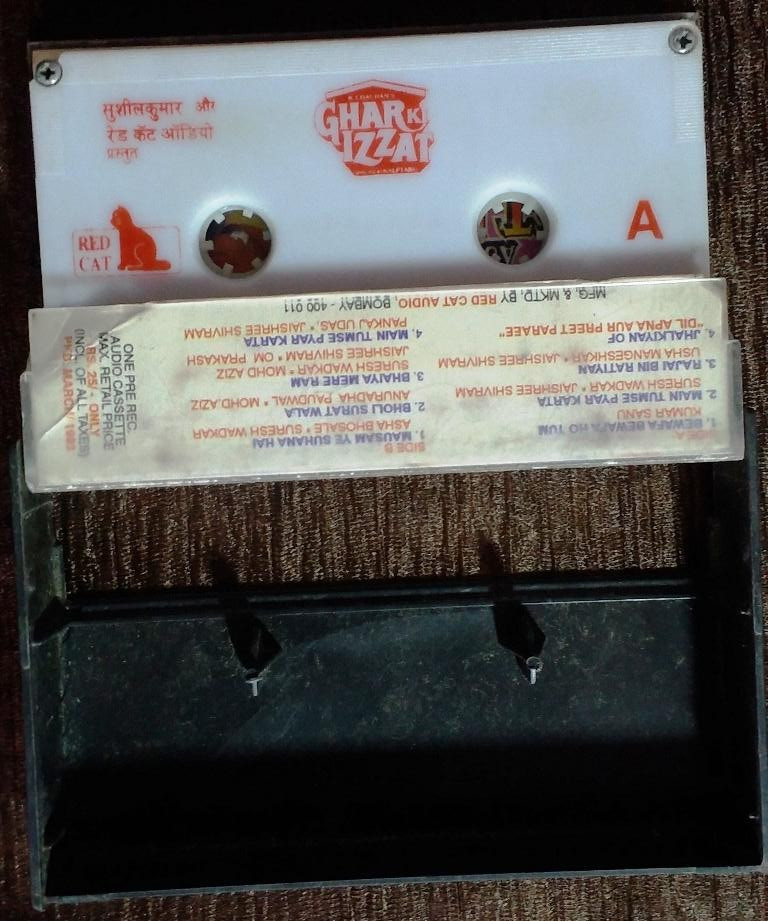 सुशीलकुमार और
रेड कॅट ऑडियो
प्रस्तुत
GHAR KI
IZZAT
RED
CAT
A
SIDE A
1. BEWAFA BEWAFA HO TUM
KUMAR SANU
2. MAIN TUMSE PYAR KARTA
SURESH WADKAR * JAISHREE SHIVRAM
3. RAJAI BIN RATIYAN
USHA MANGESHKAR * JAISHREE SHIVRAM
4. JHALKIYAN OF
"DIL APNA AUR PREET PARAEE"
SIDE B
1. MAUSAM YE SUHANA HAI
ASHA BHOSALE * SURESH WADKAR
2. BHOLI SURAT WALA
ANURADHA PAUDWAL * MOHD.AZIZ
3. BHAIYA MERE RAM
SURESH WADKAR * MOHD AZIZ
JAISHREE SHIVRAM * OM PRAKASH
4. MAIN TUMSE PYAR KARTA
PANKAJ UDAS, * JAISHREE SHIVRAM
MFG. & MKTD. BY RED CAT AUDIO, BOMBAY - 400 011
ONE PRE REC.
AUDIO CASSETTE
MAX. RETAIL PRICE
RS. 25/- ONLY
(INCL. OF ALL TAXES)
MARCH